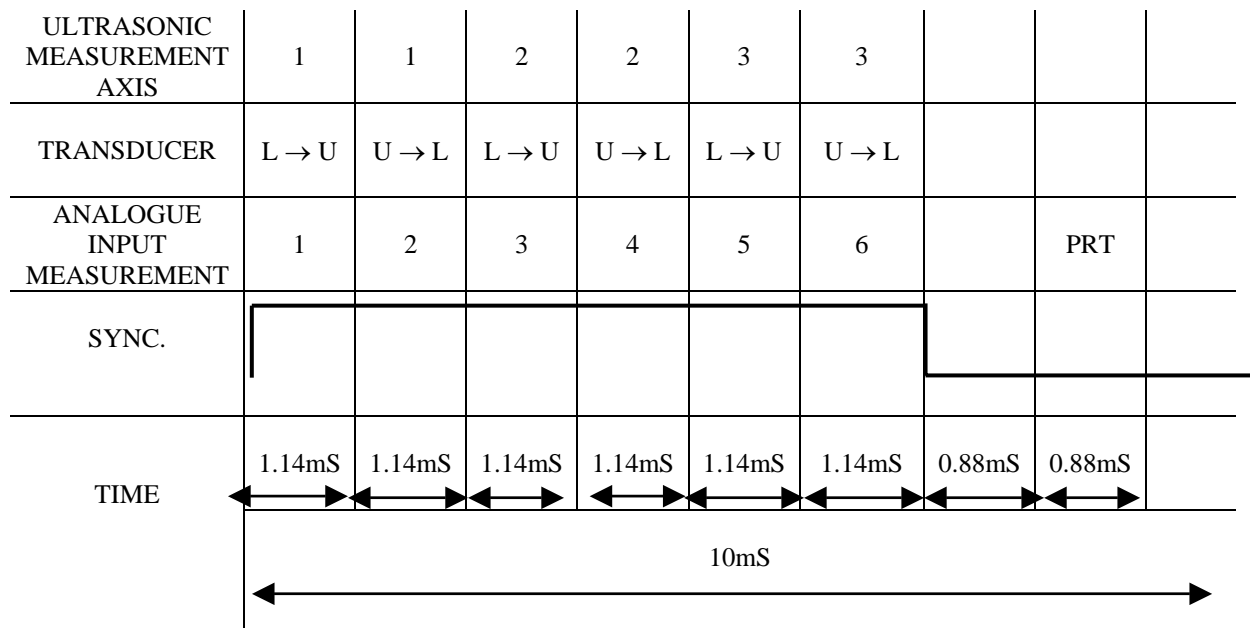 ULTRASONIC
MEASUREMENT
AXIS
1 1 2 2 3 3
TRANSDUCER L → U U → L L → U U → L L → U U → L
ANALOGUE
INPUT
MEASUREMENT
1 2 3 4 5 6 PRT
SYNC.
TIME
1.14mS 1.14mS 1.14mS 1.14mS 1.14mS 1.14mS 0.88mS 0.88mS
10mS